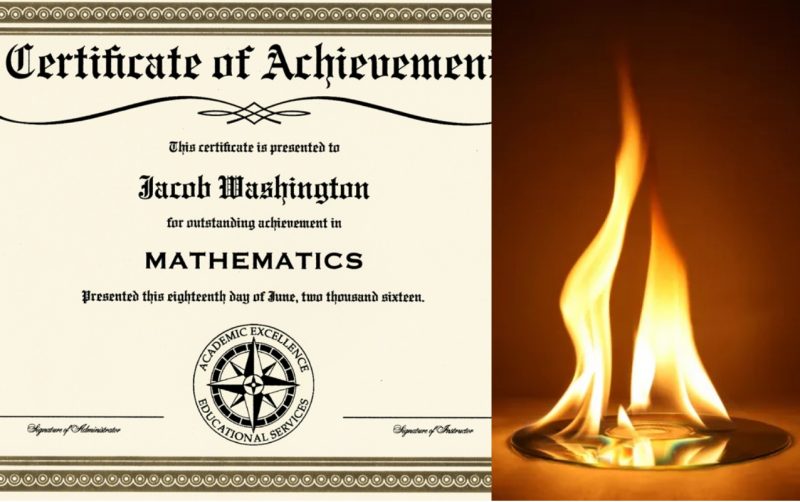 Certificate of Achievemen
This certificate is presented to
Jacob Washington
for outstanding achievement in
MATHEMATICS
Presented this eighteenth day of June, two thousand sixteen.
ACADEMIC EXCELLENCE
EDUCATIONAL SERVICES
Signature of Administrator
Signature of Instructor